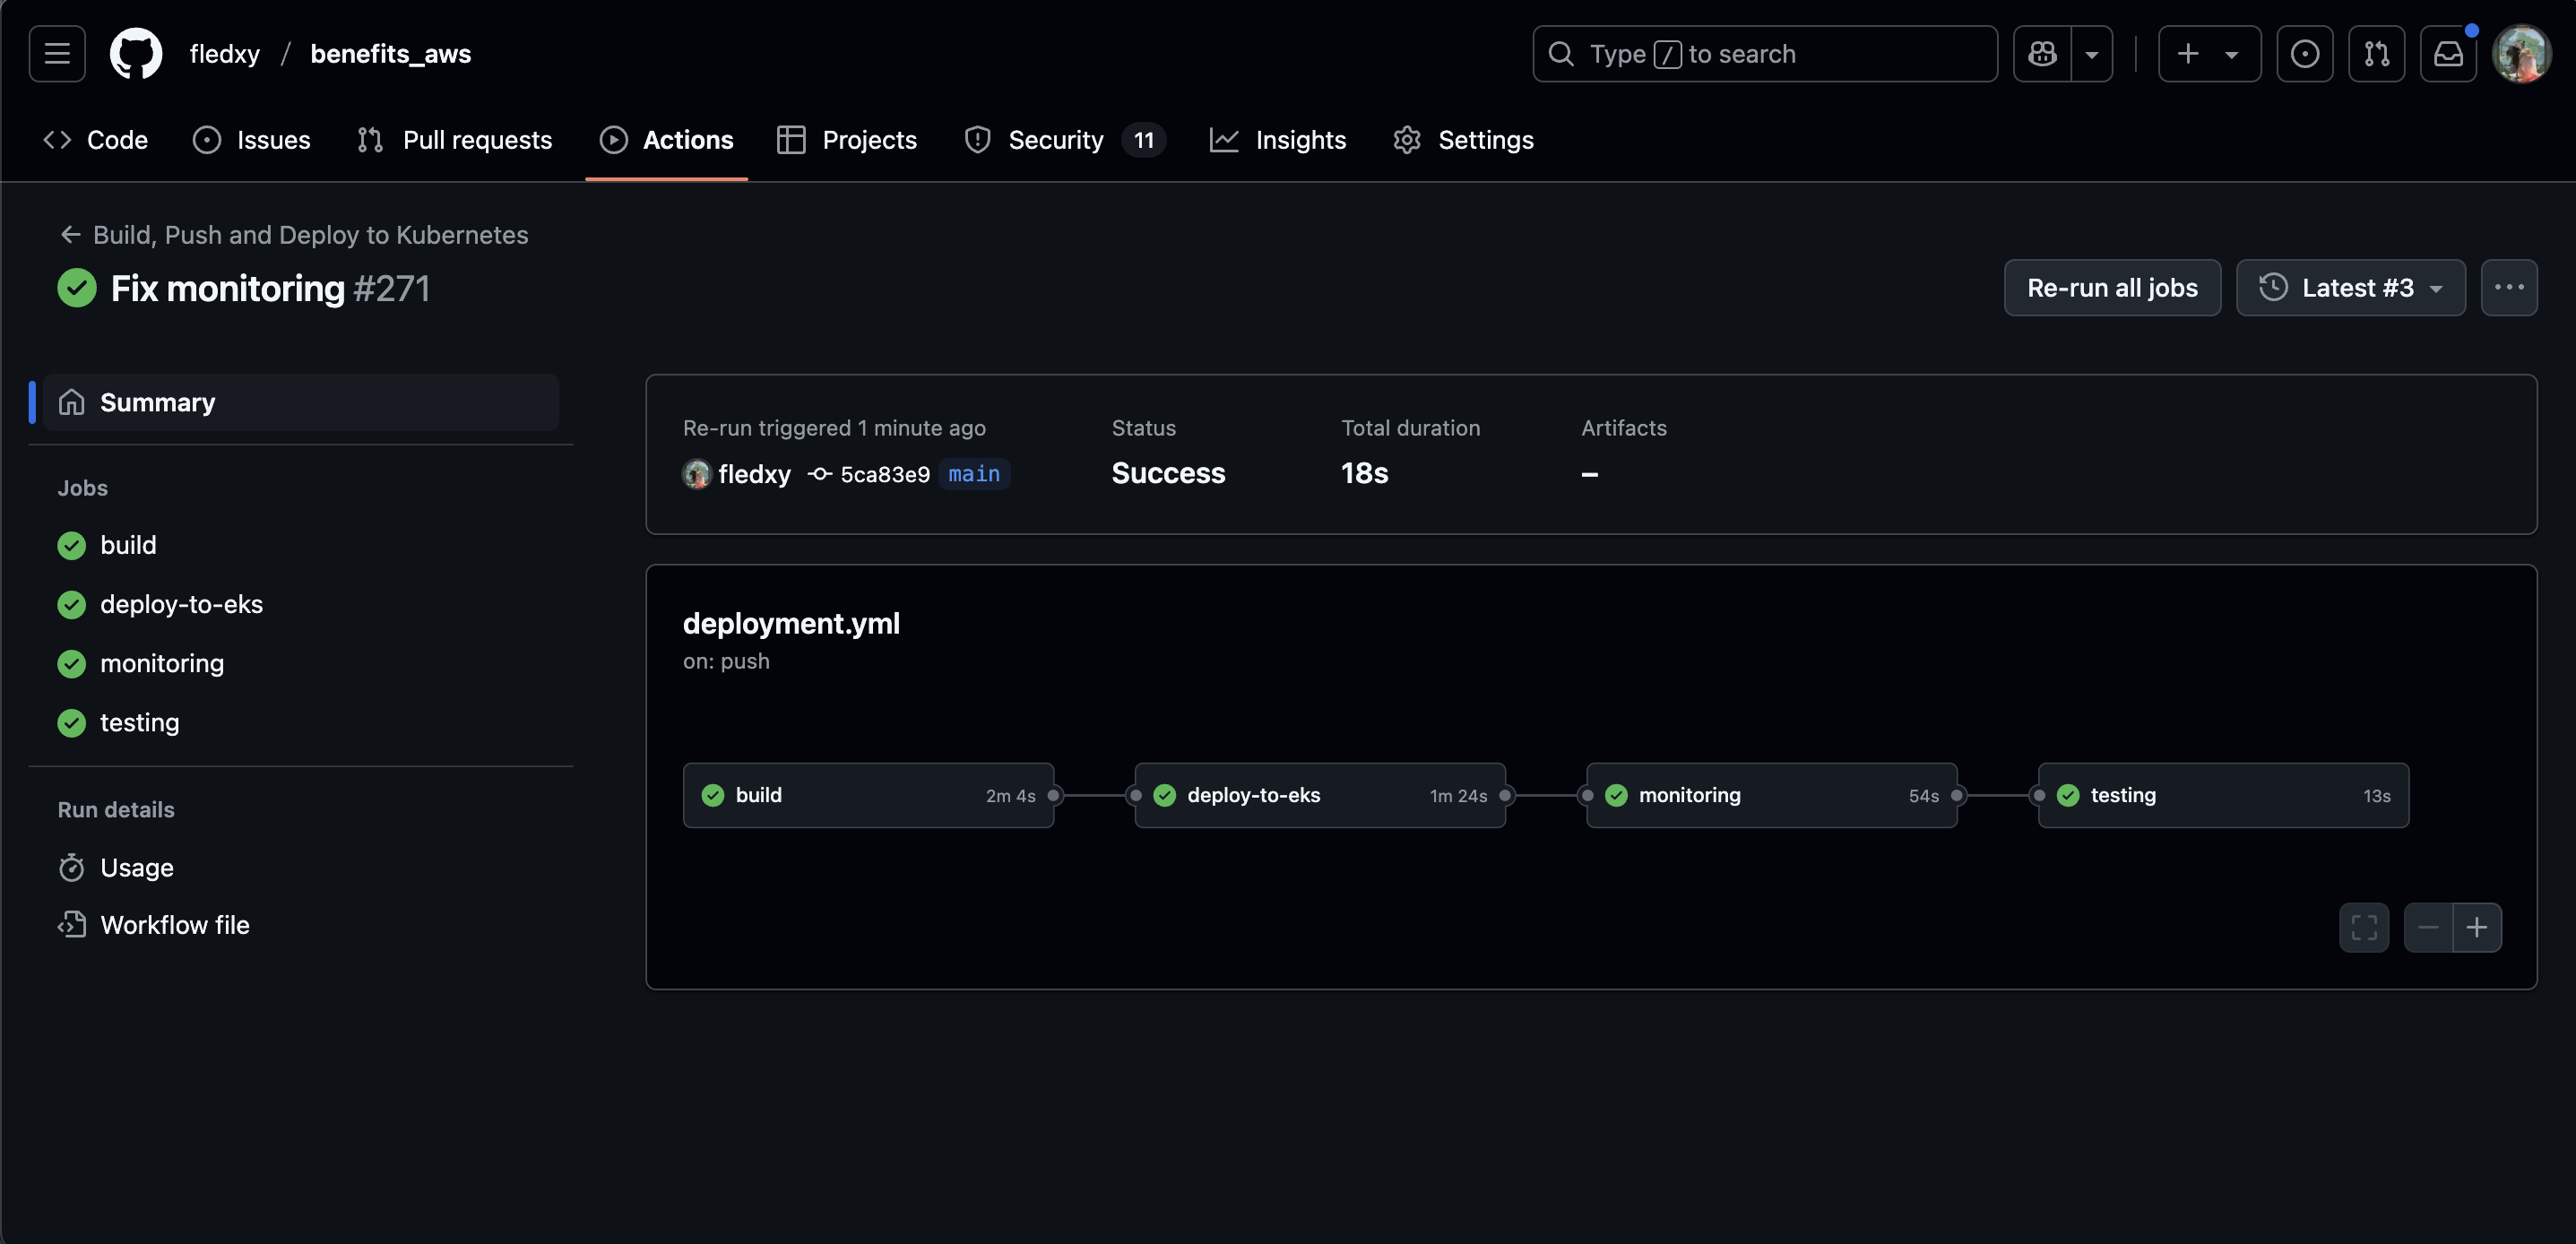 fledxy / benefits_aws
Type / to search
Code
Issues
Pull requests
Actions
Projects
Security 11
Insights
Settings
Build, Push and Deploy to Kubernetes
Fix monitoring #271
Re-run all jobs
Latest #3
Summary
Jobs
build
deploy-to-eks
monitoring
testing
Run details
Usage
Workflow file
Re-run triggered 1 minute ago
fledxy 5ca83e9 main
Status
Success
Total duration
18s
Artifacts
–
deployment.yml
on: push
build 2m 4s
deploy-to-eks 1m 24s
monitoring 54s
testing 13s